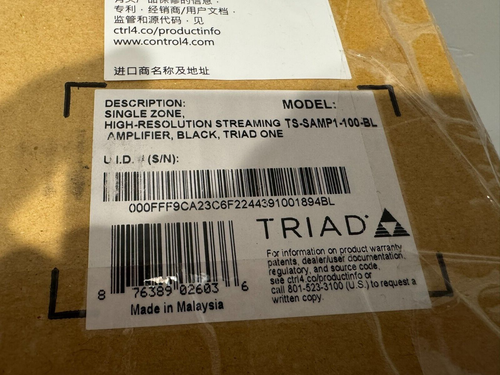 专利·经销商/用户文档·
监管和源代码·见
ctrl4.co/productinfo
www.control4.com
进口商名称及地址
DESCRIPTION: MODEL:
SINGLE ZONE,
HIGH-RESOLUTION STREAMING TS-SAMP1-100-BL
AMPLIFIER, BLACK, TRIAD ONE
U.I.D. (S/N):
000FFF9CA23C6F2244391001894BL
TRIAD
For information on product warranty
patents, dealer/user documentation,
regulatory, and source code,
see ctrl4.co/productinfo or
call 801-523-3100 (U.S.) to request a
written copy.
8 76389 02603 6
Made in Malaysia